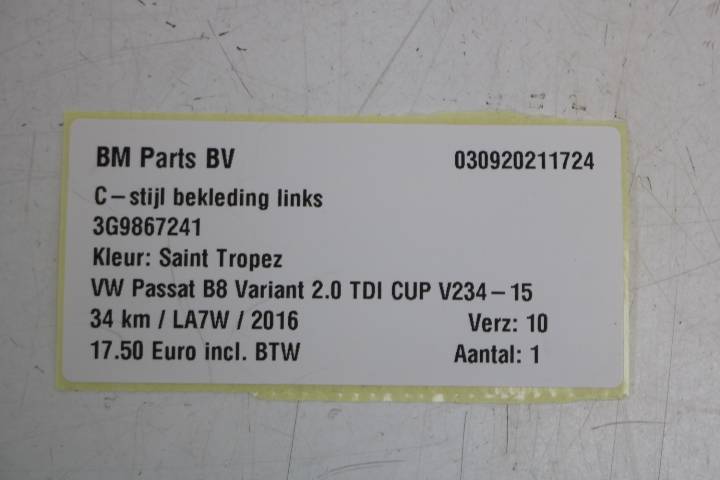 BM Parts BV 030920211724
C-stijl bekleding links
3G9867241
Kleur: Saint Tropez
VW Passat B8 Variant 2.0 TDI CUP V234-15
34 km / LA7W / 2016 Verz: 10
17.50 Euro incl. BTW Aantal: 1